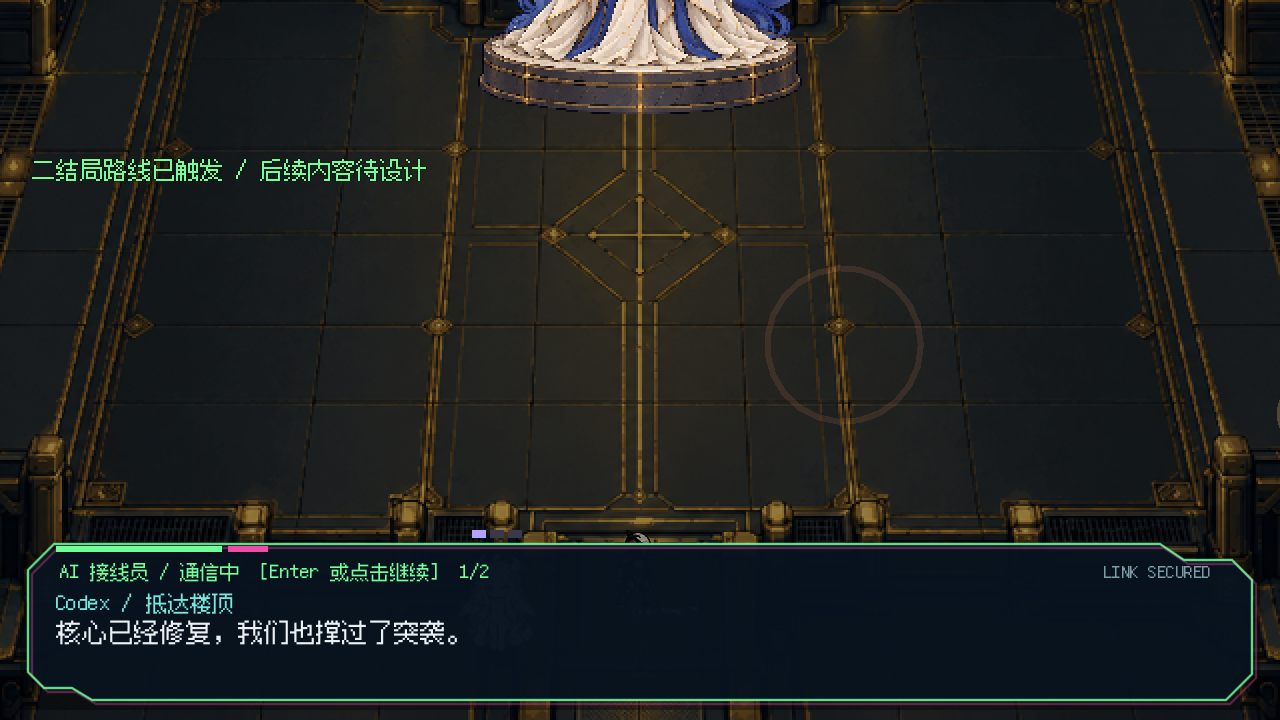 二结局路线已触发 / 后续内容待设计
AI 接线员 / 通信中 [Enter 或点击继续] 1/2
LINK SECURED
Codex / 抵达楼顶
核心已经修复，我们也撑过了突袭。